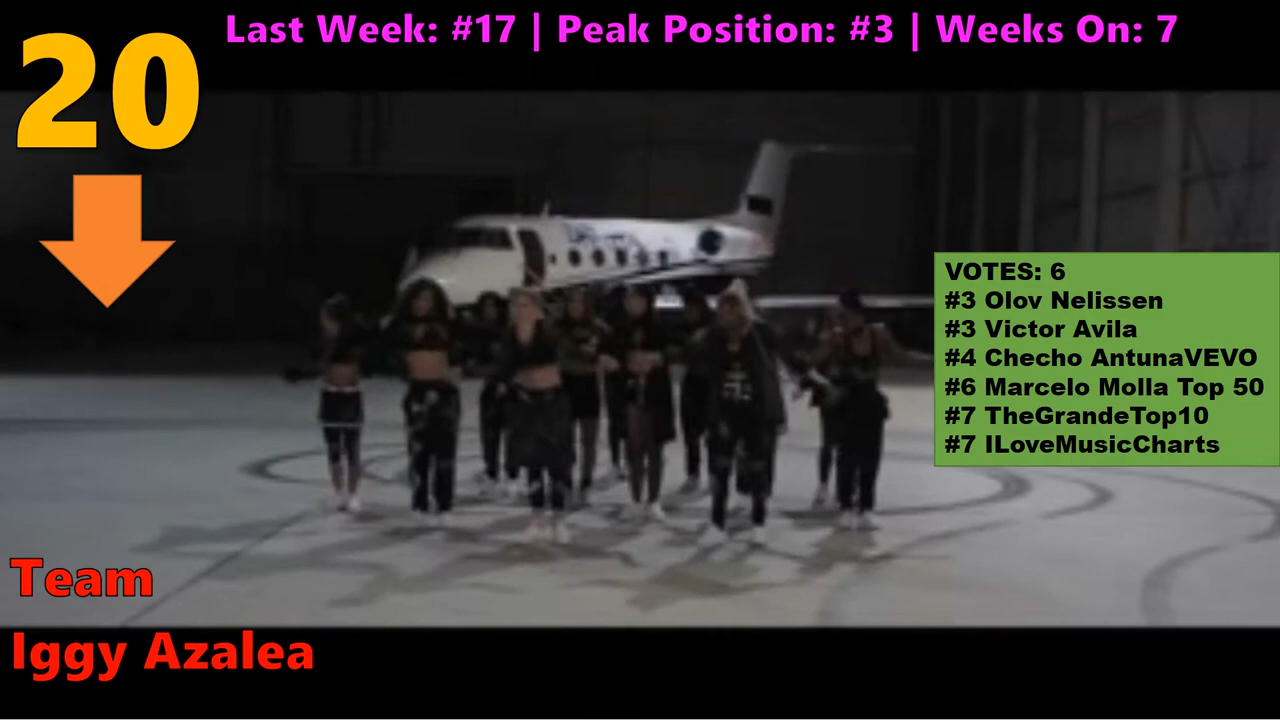 Last Week: #17 | Peak Position: #3 | Weeks On: 7
20
VOTES: 6
#3 Olov Nelissen
#3 Victor Avila
#4 Checho AntunaVEVO
#6 Marcelo Molla Top 50
#7 TheGrandeTop10
#7 ILoveMusicCharts
Team
Iggy Azalea